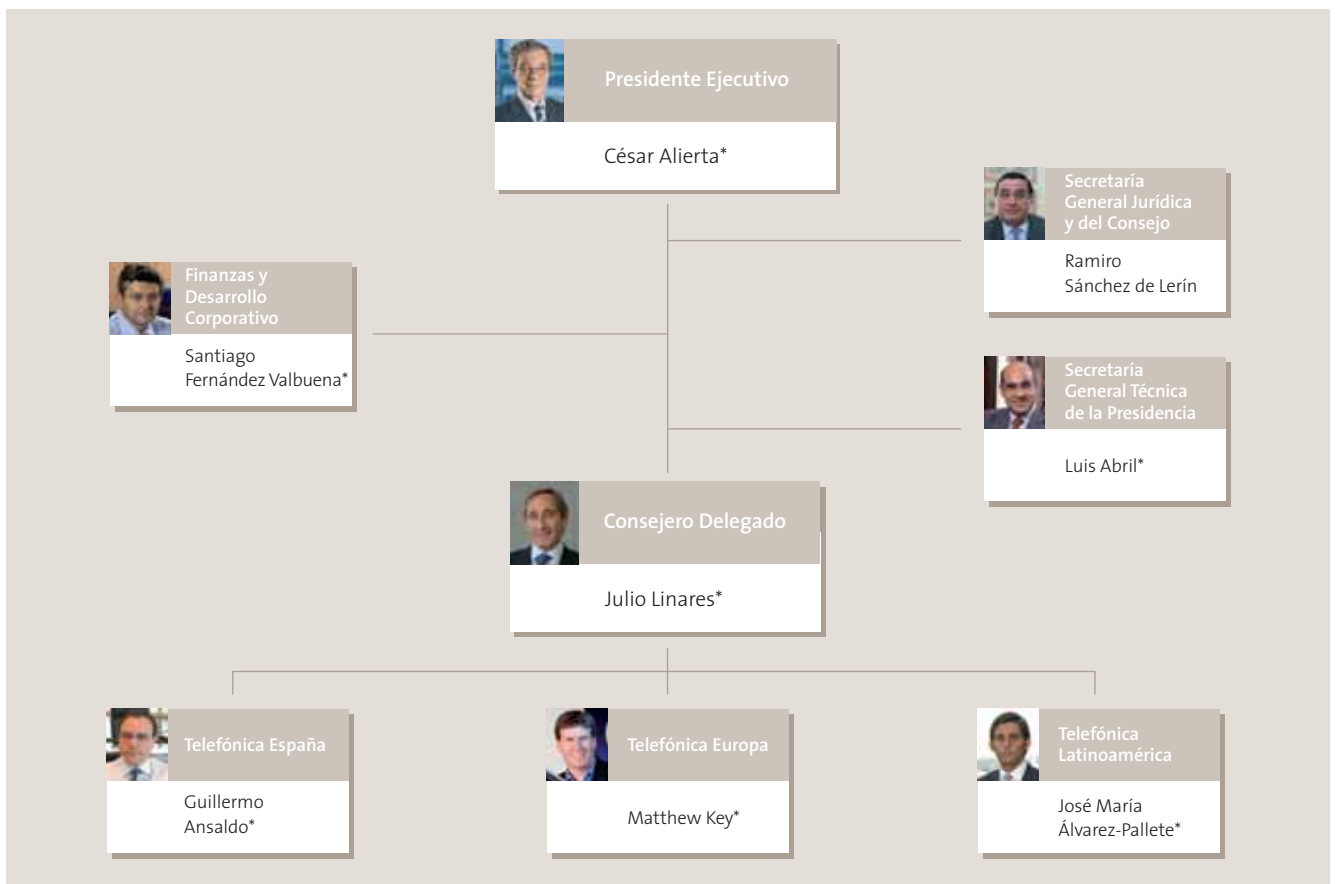 Presidente Ejecutivo
César Alierta*
Secretaría
General Jurídica
y del Consejo
Ramiro
Sánchez de Lerín
Finanzas y
Desarrollo
Corporativo
Santiago
Fernández Valbuena*
Secretaría
General Técnica
de la Presidencia
Luis Abril*
Consejero Delegado
Julio Linares*
Telefónica España
Guillermo
Ansaldo*
Telefónica Europa
Matthew Key*
Telefónica
Latinoamérica
José María
Álvarez-Pallete*